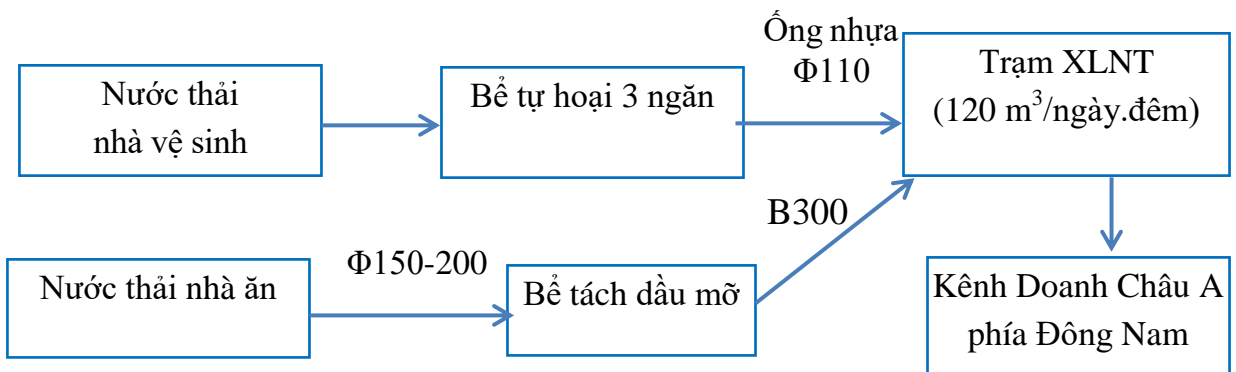 Nước thải
nhà vệ sinh
Bể tự hoại 3 ngăn
Ống nhựa
Φ110
Trạm XLNT
(120 m³/ngày.đêm)
Nước thải nhà ăn
Φ150-200
Bể tách dầu mỡ
B300
Kênh Doanh Châu A
phía Đông Nam